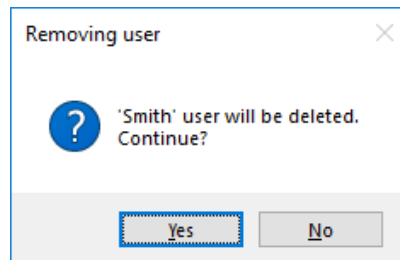 Removing user
'Smith' user will be deleted.
Continue?
Yes
No